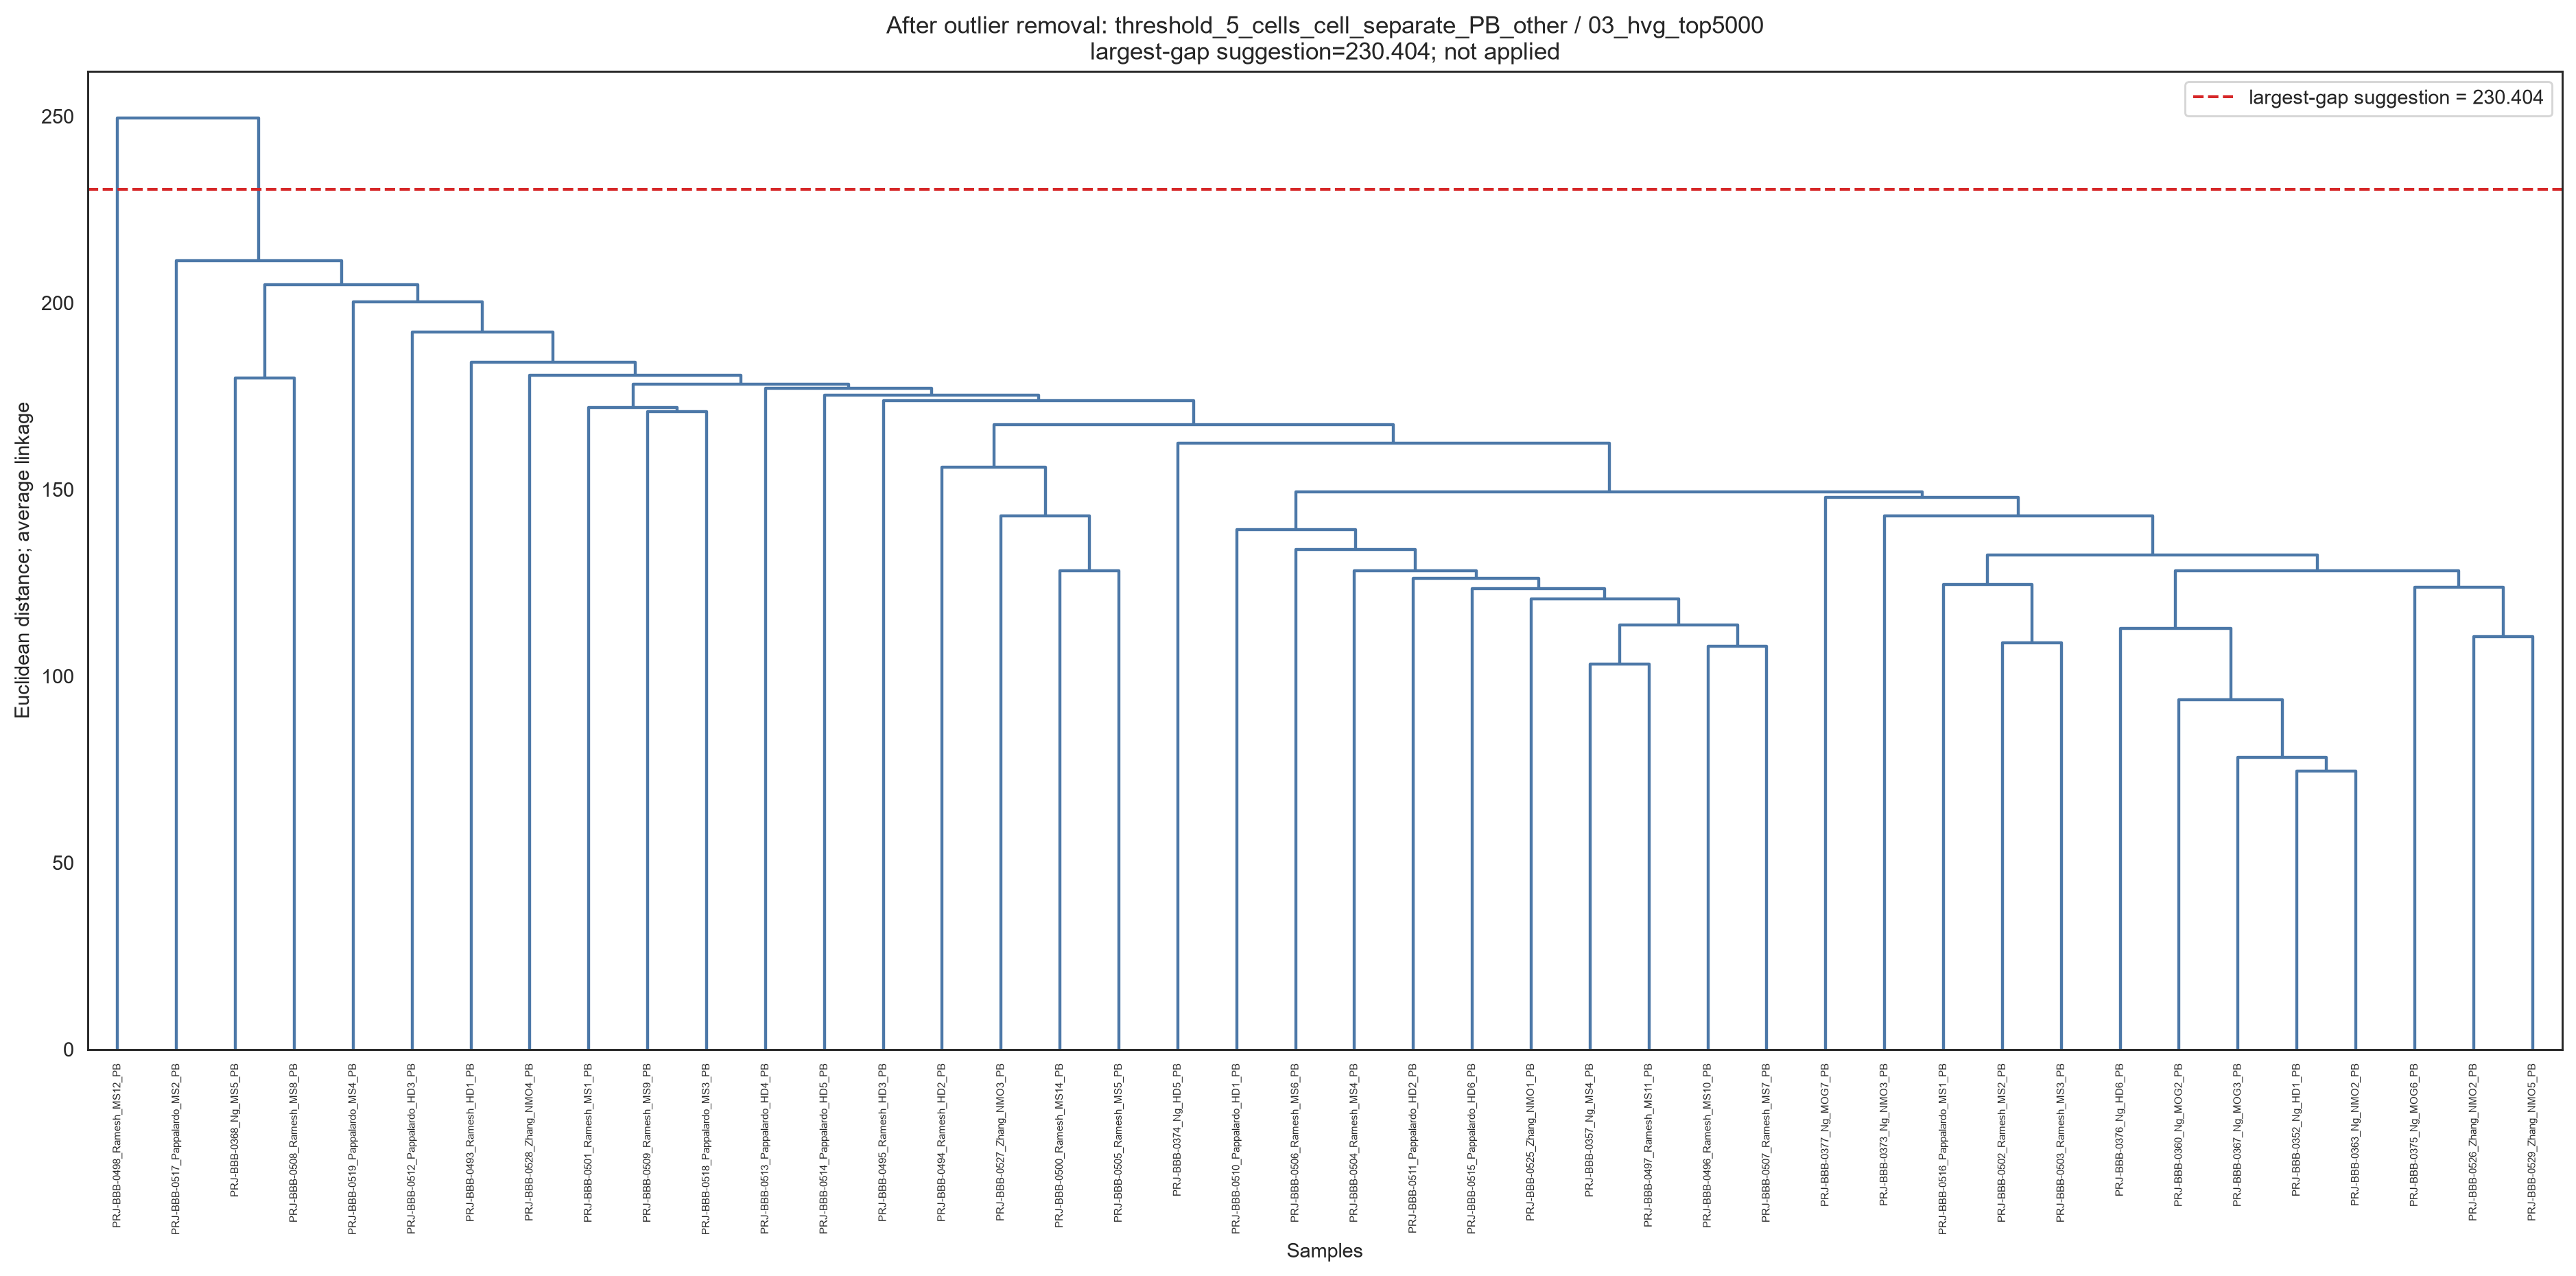 After outlier removal: threshold_5_cells_cell_separate_PB_other / 03_hvg_top5000
largest-gap suggestion=230.404; not applied
largest-gap suggestion = 230.404
Euclidean distance; average linkage
250
200
150
100
50
0
PRJ-BBB-0498_Ramesh_MS12_PB
PRJ-BBB-0517_Pappalardo_MS2_PB
PRJ-BBB-0368_Ng_MS5_PB
PRJ-BBB-0508_Ramesh_MS8_PB
PRJ-BBB-0519_Pappalardo_MS4_PB
PRJ-BBB-0512_Pappalardo_HD3_PB
PRJ-BBB-0493_Ramesh_HD1_PB
PRJ-BBB-0528_Zhang_NMO4_PB
PRJ-BBB-0501_Ramesh_MS1_PB
PRJ-BBB-0509_Ramesh_MS9_PB
PRJ-BBB-0518_Pappalardo_MS3_PB
PRJ-BBB-0513_Pappalardo_HD4_PB
PRJ-BBB-0514_Pappalardo_HD5_PB
PRJ-BBB-0495_Ramesh_HD3_PB
PRJ-BBB-0494_Ramesh_HD2_PB
PRJ-BBB-0527_Zhang_NMO3_PB
PRJ-BBB-0500_Ramesh_MS14_PB
PRJ-BBB-0505_Ramesh_MS5_PB
PRJ-BBB-0374_Ng_HD5_PB
PRJ-BBB-0510_Pappalardo_HD1_PB
PRJ-BBB-0506_Ramesh_MS6_PB
PRJ-BBB-0504_Ramesh_MS4_PB
PRJ-BBB-0511_Pappalardo_HD2_PB
PRJ-BBB-0515_Pappalardo_HD6_PB
PRJ-BBB-0525_Zhang_NMO1_PB
PRJ-BBB-0357_Ng_MS4_PB
PRJ-BBB-0497_Ramesh_MS11_PB
PRJ-BBB-0496_Ramesh_MS10_PB
PRJ-BBB-0507_Ramesh_MS7_PB
PRJ-BBB-0377_Ng_MOG7_PB
PRJ-BBB-0373_Ng_NMO3_PB
PRJ-BBB-0516_Pappalardo_MS1_PB
PRJ-BBB-0502_Ramesh_MS2_PB
PRJ-BBB-0503_Ramesh_MS3_PB
PRJ-BBB-0376_Ng_HD6_PB
PRJ-BBB-0360_Ng_MOG2_PB
PRJ-BBB-0367_Ng_MOG3_PB
PRJ-BBB-0352_Ng_HD1_PB
PRJ-BBB-0363_Ng_NMO2_PB
PRJ-BBB-0375_Ng_MOG6_PB
PRJ-BBB-0526_Zhang_NMO2_PB
PRJ-BBB-0529_Zhang_NMO5_PB
Samples